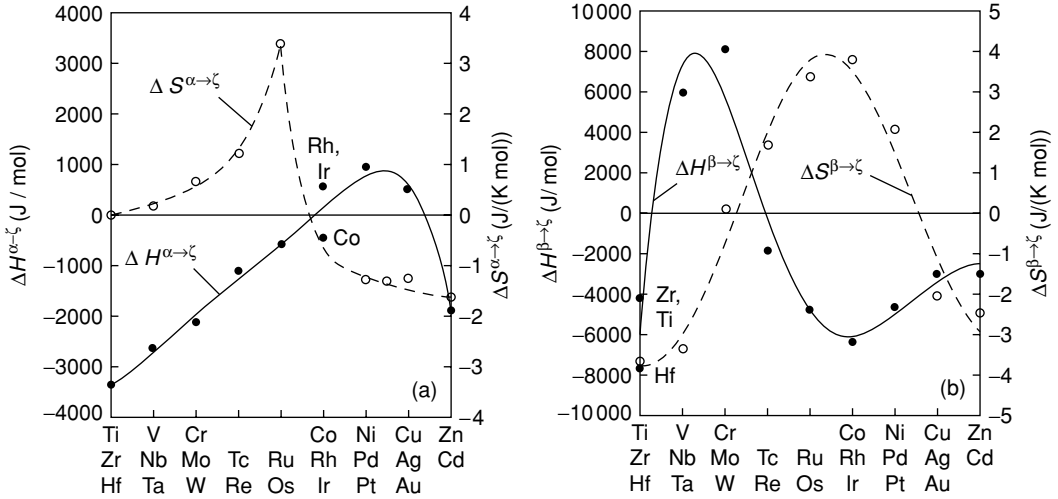 4000
3000
2000
1000
0
−1000
−2000
−3000
−4000
ΔH^{α−ζ} (J / mol)
4
3
2
1
0
−1
−2
−3
−4
ΔS^{α→ζ} (J/(K mol))
Δ S^{α→ζ}
Rh,
Ir
Co
Δ H^{α→ζ}
(a)
Ti V Cr Co Ni Cu Zn
Zr Nb Mo Tc Ru Rh Pd Ag Cd
Hf Ta W Re Os Ir Pt Au
10000
8000
6000
4000
2000
0
−2000
−4000
−6000
−8000
−10 000
ΔH^{β→ζ} (J/ mol)
5
4
3
2
1
0
−1
−2
−3
−4
−5
ΔS^{β→ζ} (J/(K mol))
ΔH^{β→ζ}
ΔS^{β→ζ}
Zr,
Ti
Hf
(b)
Ti V Cr Co Ni Cu Zn
Zr Nb Mo Tc Ru Rh Pd Ag Cd
Hf Ta W Re Os Ir Pt Au